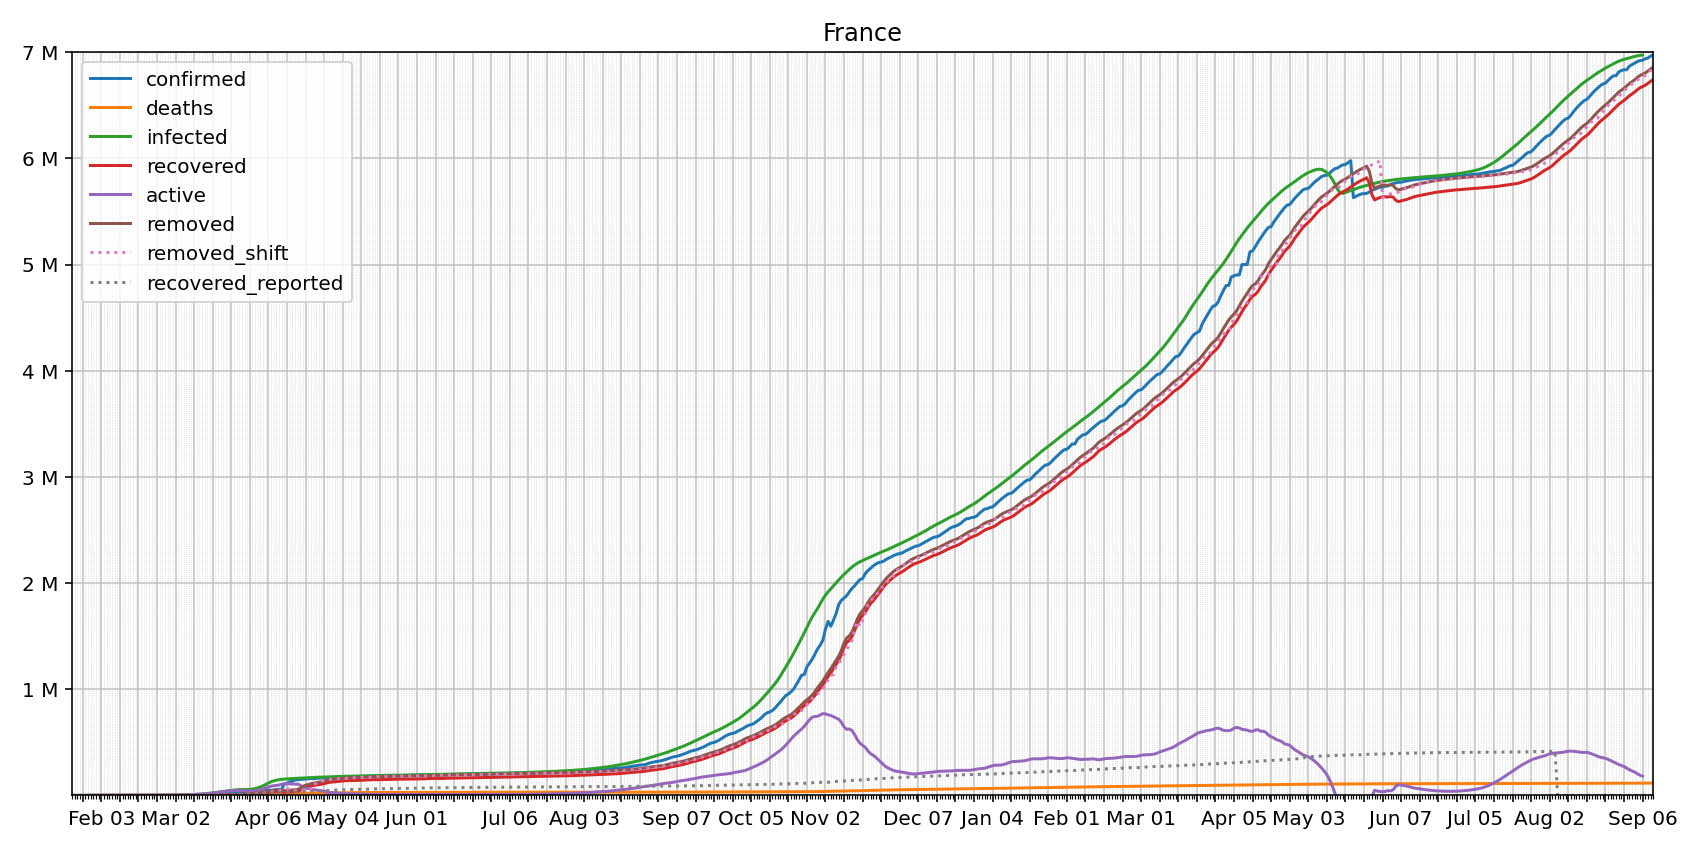 France
7 M
6 M
5 M
4 M
3 M
2 M
1 M
confirmed
deaths
infected
recovered
active
removed
removed_shift
recovered_reported
Feb 03 Mar 02 Apr 06 May 04 Jun 01 Jul 06 Aug 03 Sep 07 Oct 05 Nov 02 Dec 07 Jan 04 Feb 01 Mar 01 Apr 05 May 03 Jun 07 Jul 05 Aug 02 Sep 06